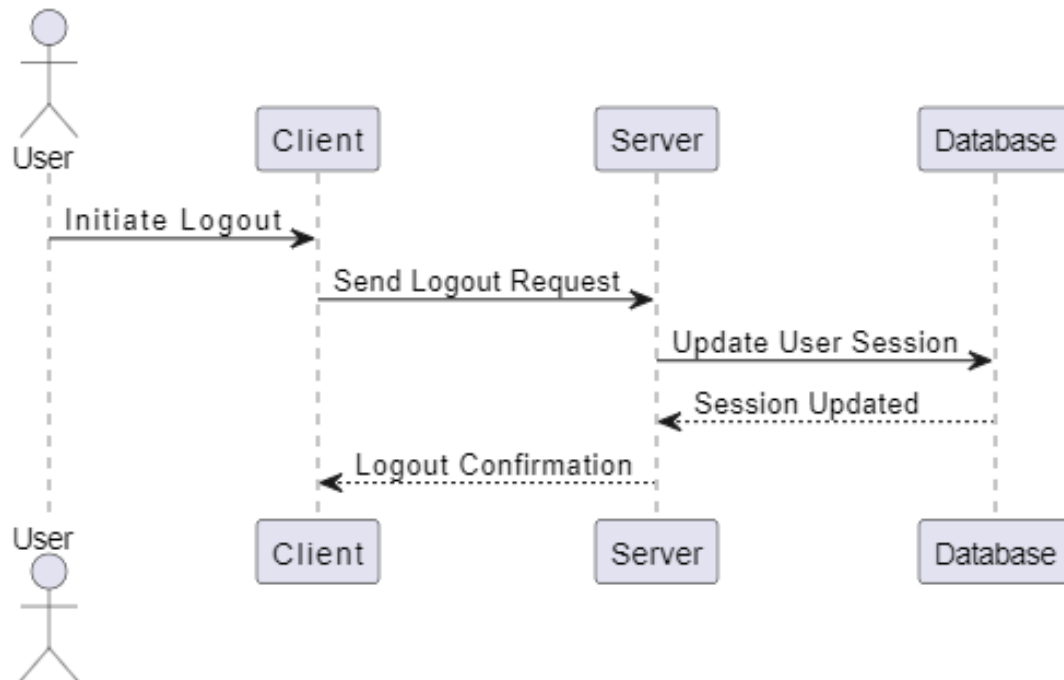 User
Client
Server
Database
Initiate Logout
Send Logout Request
Update User Session
Session Updated
Logout Confirmation
User
Client
Server
Database